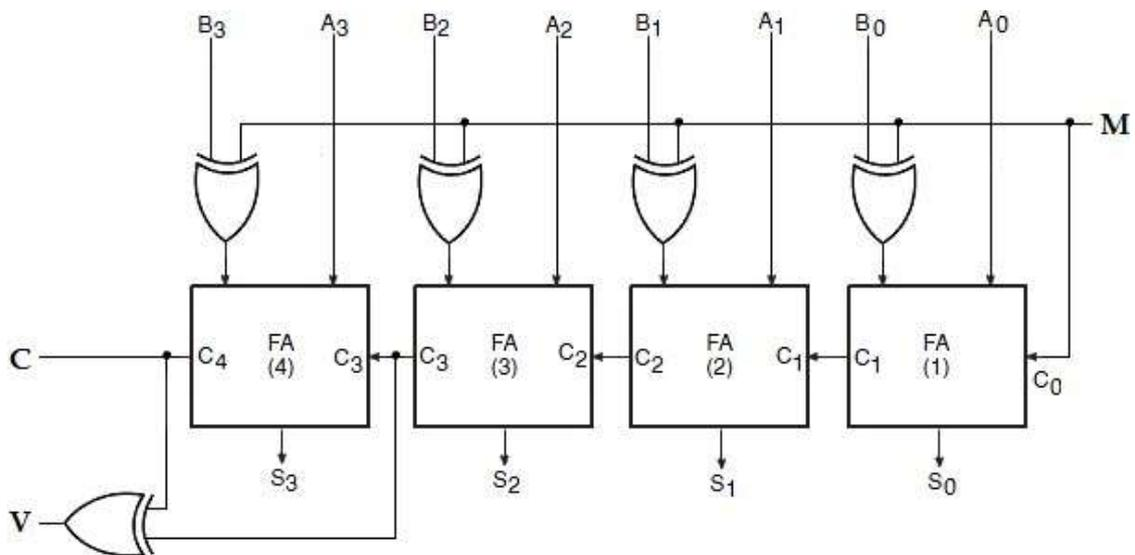 B3 A3 B2 A2 B1 A1 B0 A0
M
C C4 FA C3 C3 FA C2 C2 FA C1 C1 FA C0
(4) (3) (2) (1)
S3 S2 S1 S0
V